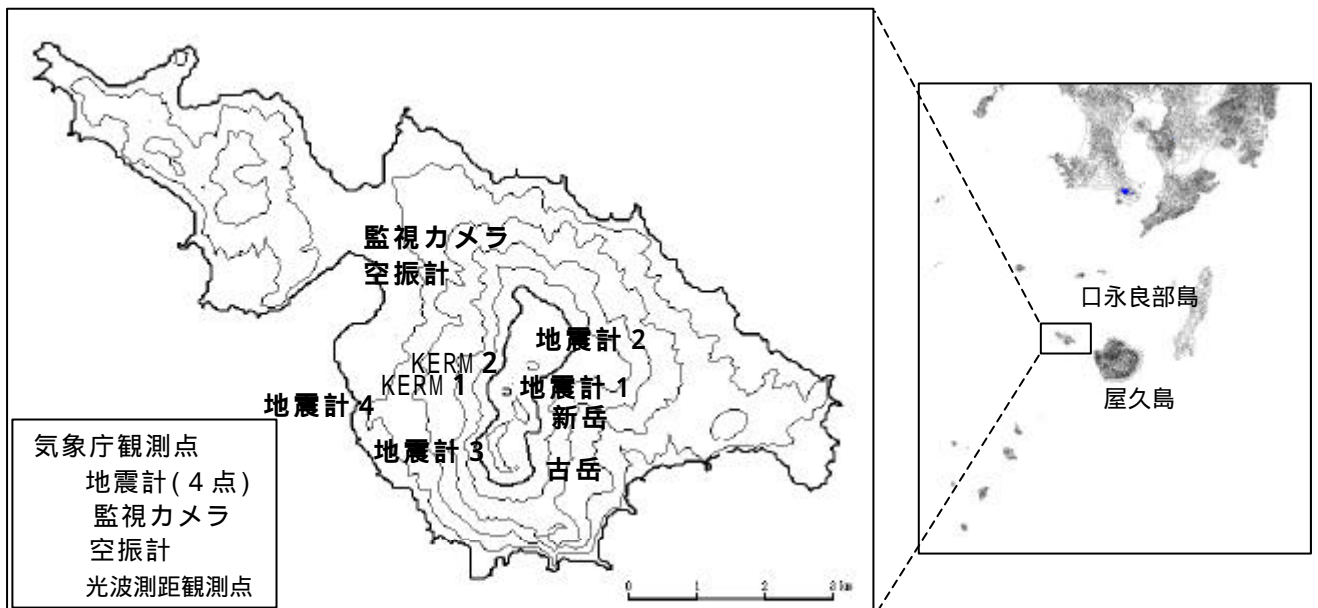 監視カメラ
空振計
地震計2
KERM 2
KERM 1
地震計1
地震計4
新岳
地震計3
古岳
気象庁観測点
地震計(4点)
監視カメラ
空振計
光波測距観測点
0 1 2 3 km
口永良部島
屋久島